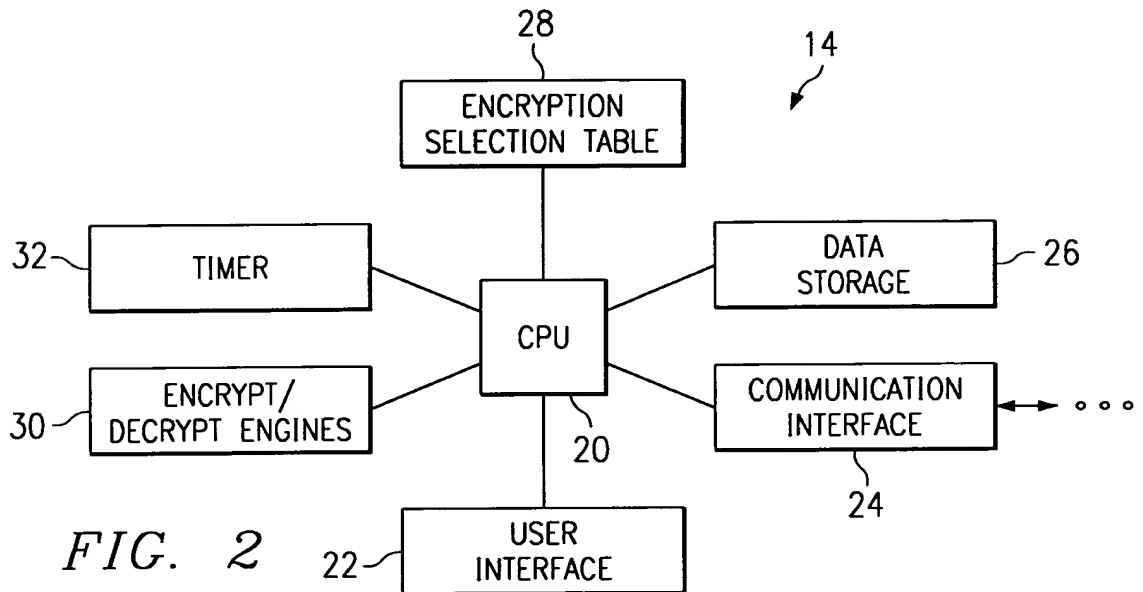 28
14
ENCRYPTION
SELECTION TABLE
32
TIMER
DATA
STORAGE
26
CPU
30
ENCRYPT/
DECRYPT ENGINES
COMMUNICATION
INTERFACE
20
24
FIG. 2
22
USER
INTERFACE